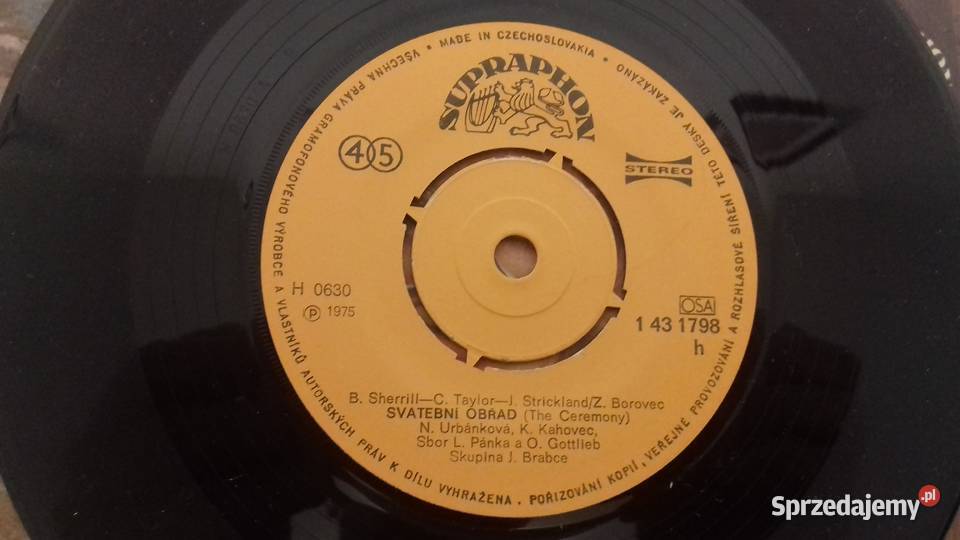 VŠECHNA PRÁVA GRAMOFONOVÉHO VÝROBCE A VLASTNÍKŮ AUTORSKÝCH PRÁV K DÍLU VYHRAŽENA . POŘIZOVÁNÍ KOPIÍ, VEŘEJNÉ PROVOZOVÁNÍ A ROZHLASOVÉ ŠÍŘENÍ TÉTO DESKY JE ZAKÁZÁNO • MADE IN CZECHOSLOVAKIA •
SUPRAPHON
45
STEREO
H 0630
℗ 1975
OSA
1 43 1798
h
B. Sherrill—C. Taylor—J. Strickland/Z. Borovec
SVATEBNÍ OBŘAD (The Ceremony)
N. Urbánková, K. Kahovec,
Sbor L. Pánka a O. Gottlieb
Skupina J. Brabce
Sprzedajemy.pl